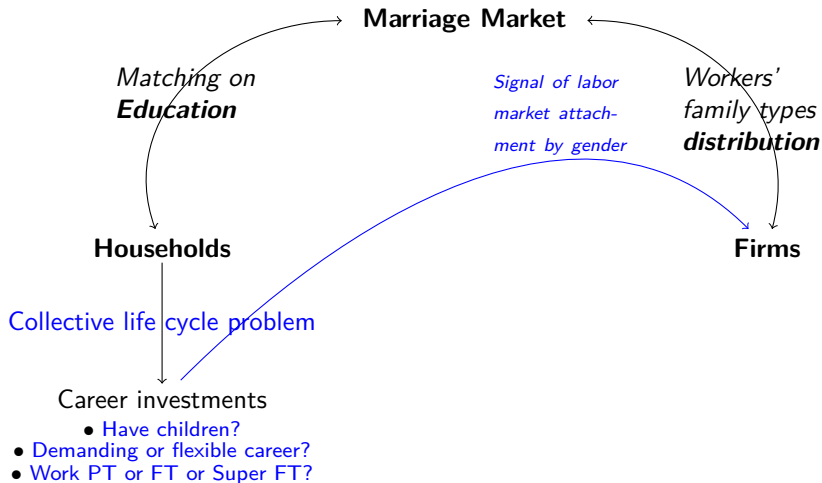 Marriage Market
Matching on
Education
Signal of labor
market attach-
ment by gender
Workers'
family types
distribution
Households
Firms
Collective life cycle problem
Career investments
• Have children?
• Demanding or flexible career?
• Work PT or FT or Super FT?